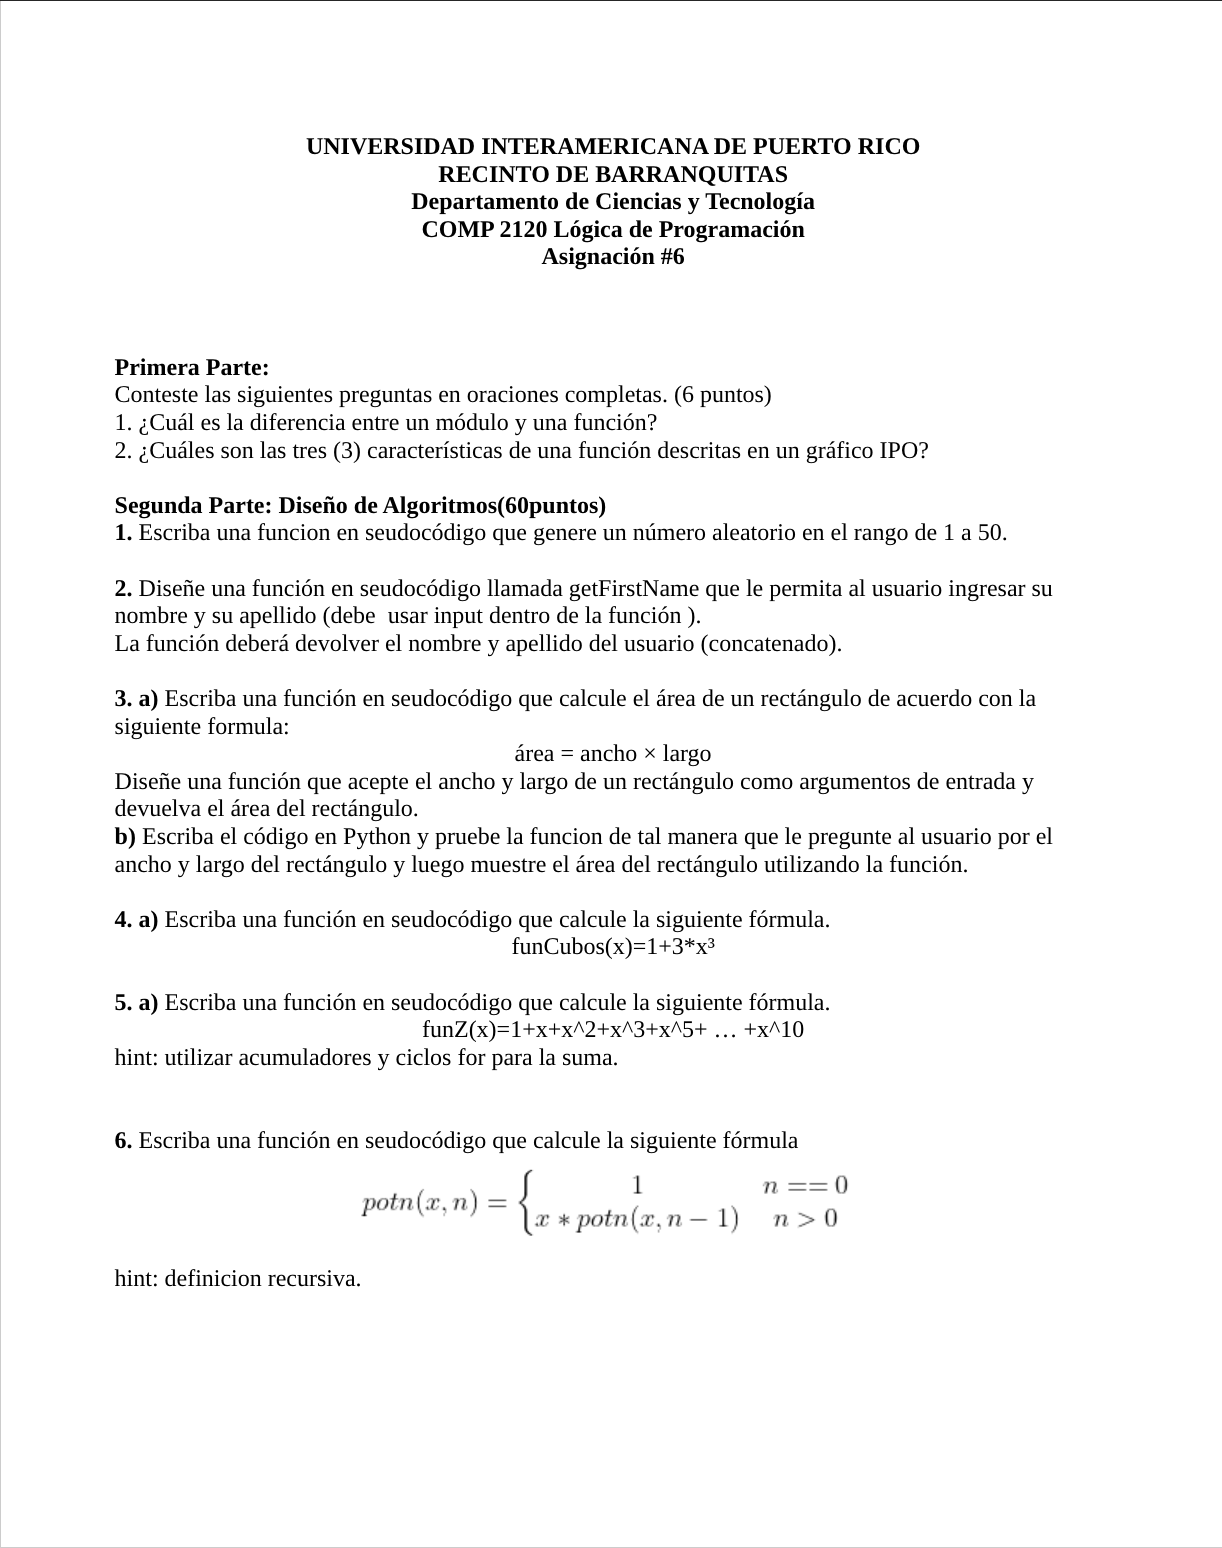 UNIVERSIDAD INTERAMERICANA DE PUERTO RICO
RECINTO DE BARRANQUITAS
Departamento de Ciencias y Tecnología
COMP 2120 Lógica de Programación
Asignación #6
Primera Parte:
Conteste las siguientes preguntas en oraciones completas. (6 puntos)
1. ¿Cuál es la diferencia entre un módulo y una función?
2. ¿Cuáles son las tres (3) características de una función descritas en un gráfico IPO?
Segunda Parte: Diseño de Algoritmos(60puntos)
1. Escriba una funcion en seudocódigo que genere un número aleatorio en el rango de 1 a 50.
2. Diseñe una función en seudocódigo llamada getFirstName que le permita al usuario ingresar su
nombre y su apellido (debe  usar input dentro de la función ).
La función deberá devolver el nombre y apellido del usuario (concatenado).
3. a) Escriba una función en seudocódigo que calcule el área de un rectángulo de acuerdo con la
siguiente formula:
área = ancho × largo
Diseñe una función que acepte el ancho y largo de un rectángulo como argumentos de entrada y
devuelva el área del rectángulo.
b) Escriba el código en Python y pruebe la funcion de tal manera que le pregunte al usuario por el
ancho y largo del rectángulo y luego muestre el área del rectángulo utilizando la función.
4. a) Escriba una función en seudocódigo que calcule la siguiente fórmula.
funCubos(x)=1+3*x³
5. a) Escriba una función en seudocódigo que calcule la siguiente fórmula.
funZ(x)=1+x+x^2+x^3+x^5+ … +x^10
hint: utilizar acumuladores y ciclos for para la suma.
6. Escriba una función en seudocódigo que calcule la siguiente fórmula
potn(x, n) = { 1 n == 0
x * potn(x, n − 1) n > 0
hint: definicion recursiva.